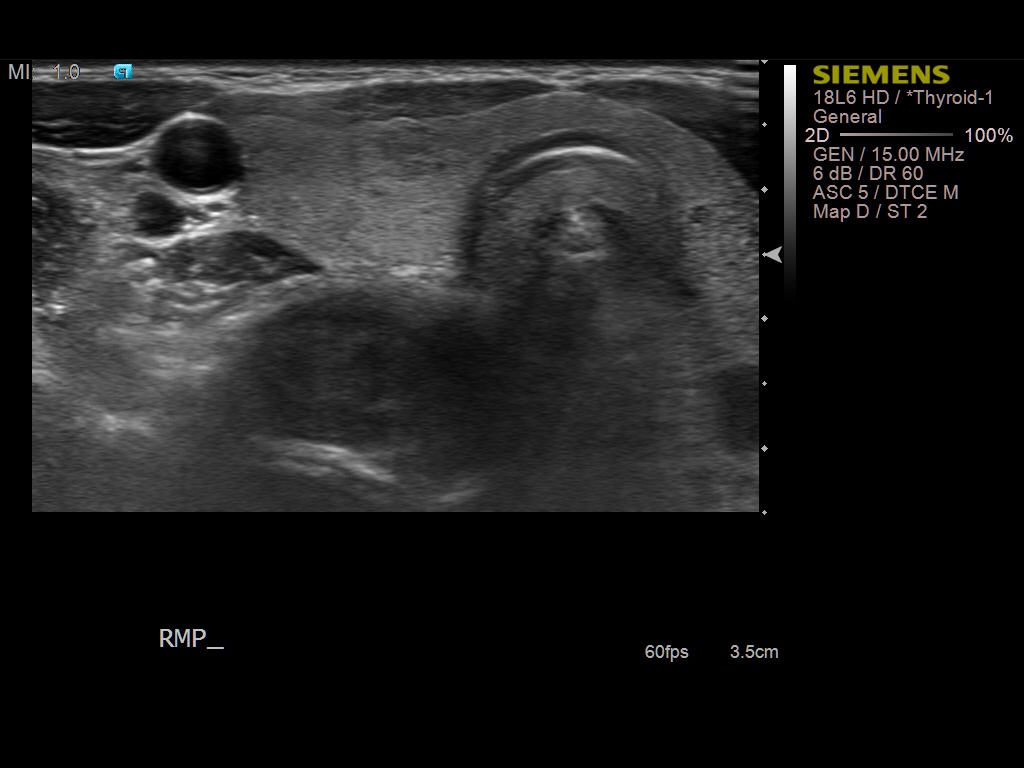 MI: 1.0
SIEMENS
18L6 HD / *Thyroid-1
General
2D 100%
GEN / 15.00 MHz
6 dB / DR 60
ASC 5 / DTCE M
Map D / ST 2
RMP_
60fps 3.5cm